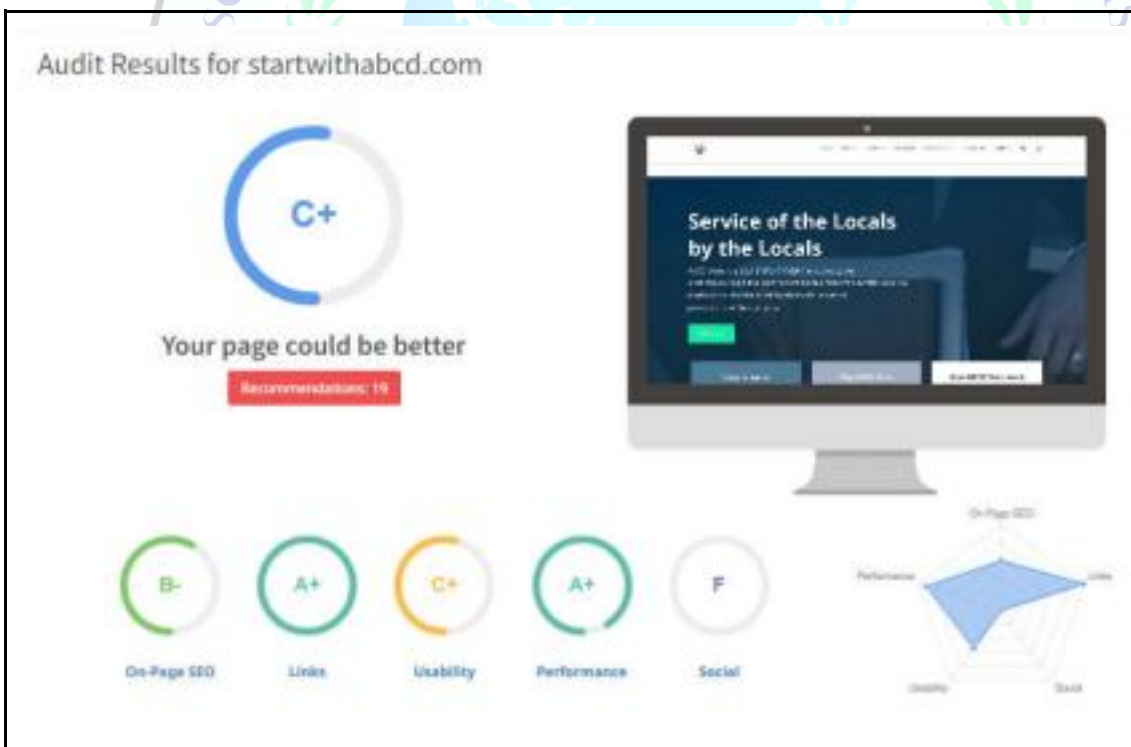 Audit Results for startwithabcd.com
C+
Your page could be better
Recommendations: 19
Service of the Locals
by the Locals
B-
A+
C+
A+
F
On-Page SEO
Links
Usability
Performance
Social
On-Page SEO
Performance
Links
Usability
Social